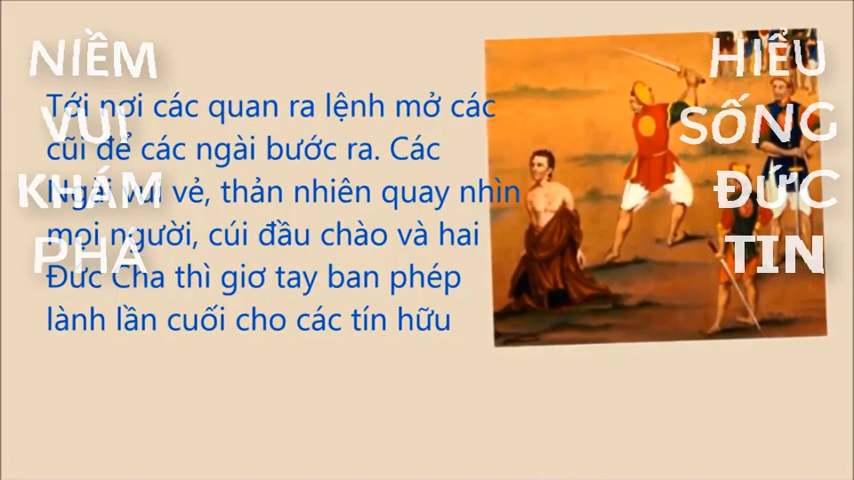 NIỀM
VUI
KHÁM
PHÁ
Tới nơi các quan ra lệnh mở các
cũi để các ngài bước ra. Các
Ngài vui vẻ, thản nhiên quay nhìn
mọi người, cúi đầu chào và hai
Đức Cha thì giơ tay ban phép
lành lần cuối cho các tín hữu
HIỂU
SỐNG
ĐỨC
TIN